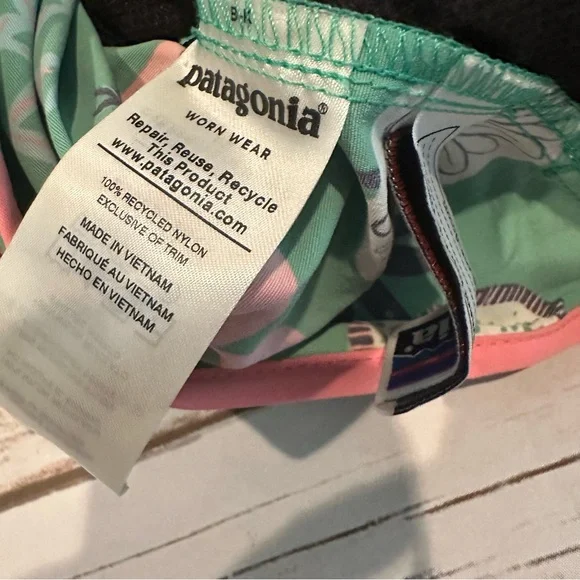 B-K
patagonia®
WORN WEAR
Repair, Reuse, Recycle
This Product
www.patagonia.com
100% RECYCLED NYLON
EXCLUSIVE OF TRIM
MADE IN VIETNAM
FABRIQUÉ AU VIETNAM
HECHO EN VIETNAM
ia®